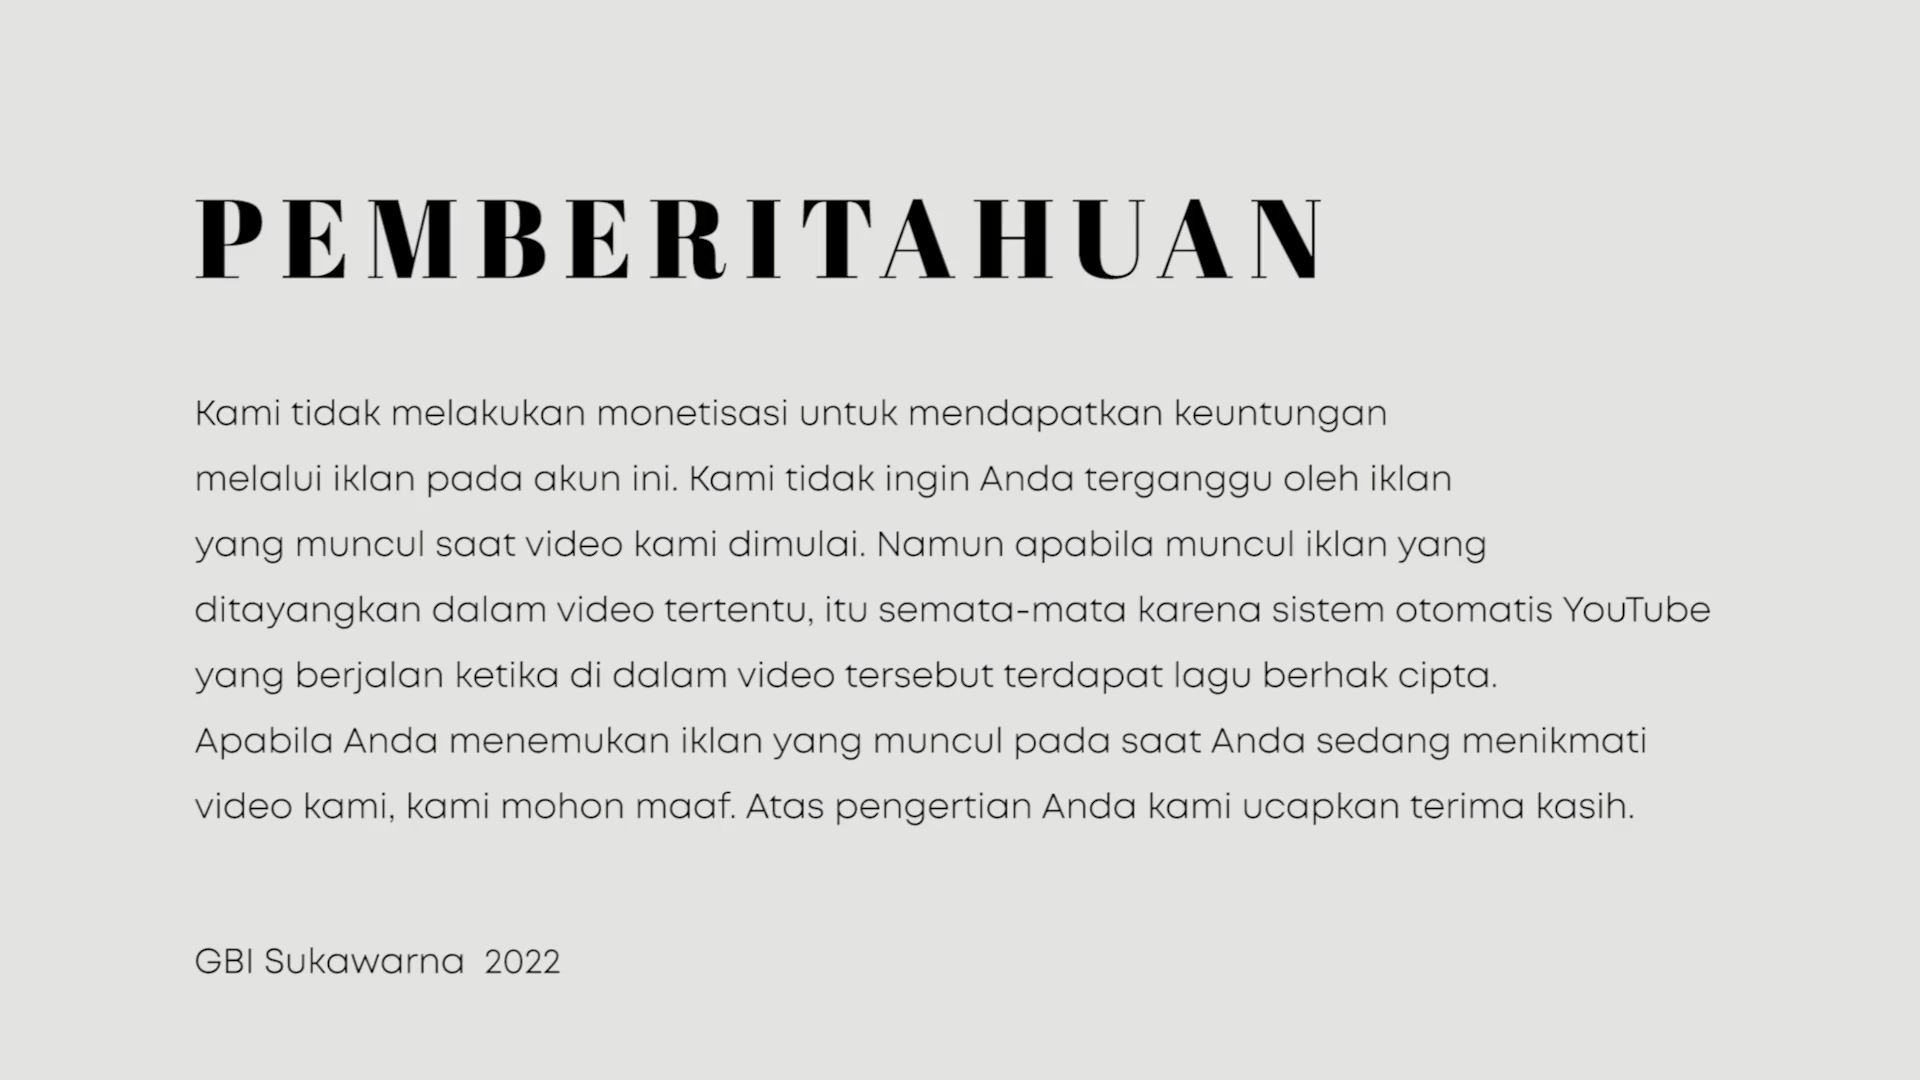 PEMBERITAHUAN
Kami tidak melakukan monetisasi untuk mendapatkan keuntungan
melalui iklan pada akun ini. Kami tidak ingin Anda terganggu oleh iklan
yang muncul saat video kami dimulai. Namun apabila muncul iklan yang
ditayangkan dalam video tertentu, itu semata-mata karena sistem otomatis YouTube
yang berjalan ketika di dalam video tersebut terdapat lagu berhak cipta.
Apabila Anda menemukan iklan yang muncul pada saat Anda sedang menikmati
video kami, kami mohon maaf. Atas pengertian Anda kami ucapkan terima kasih.
GBI Sukawarna  2022